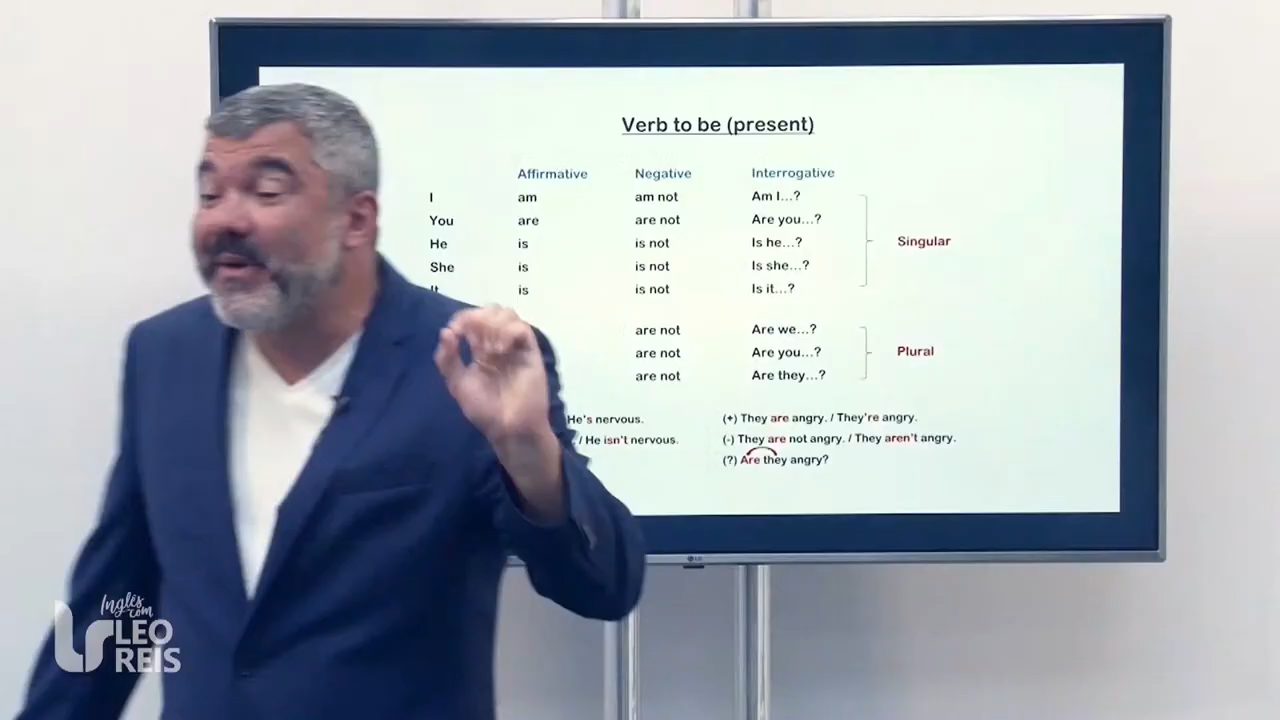 Verb to be (present)
Affirmative Negative Interrogative
I am am not Am I...?
You are are not Are you...?
He is is not Is he...?
She is is not Is she...?
It is is not Is it...?
Singular
are not Are we...?
are not Are you...?
are not Are they...?
Plural
He's nervous.
/ He isn't nervous.
(+) They are angry. / They're angry.
(-) They are not angry. / They aren't angry.
(?) Are they angry?
LG
Inglês
com
LEO
REIS